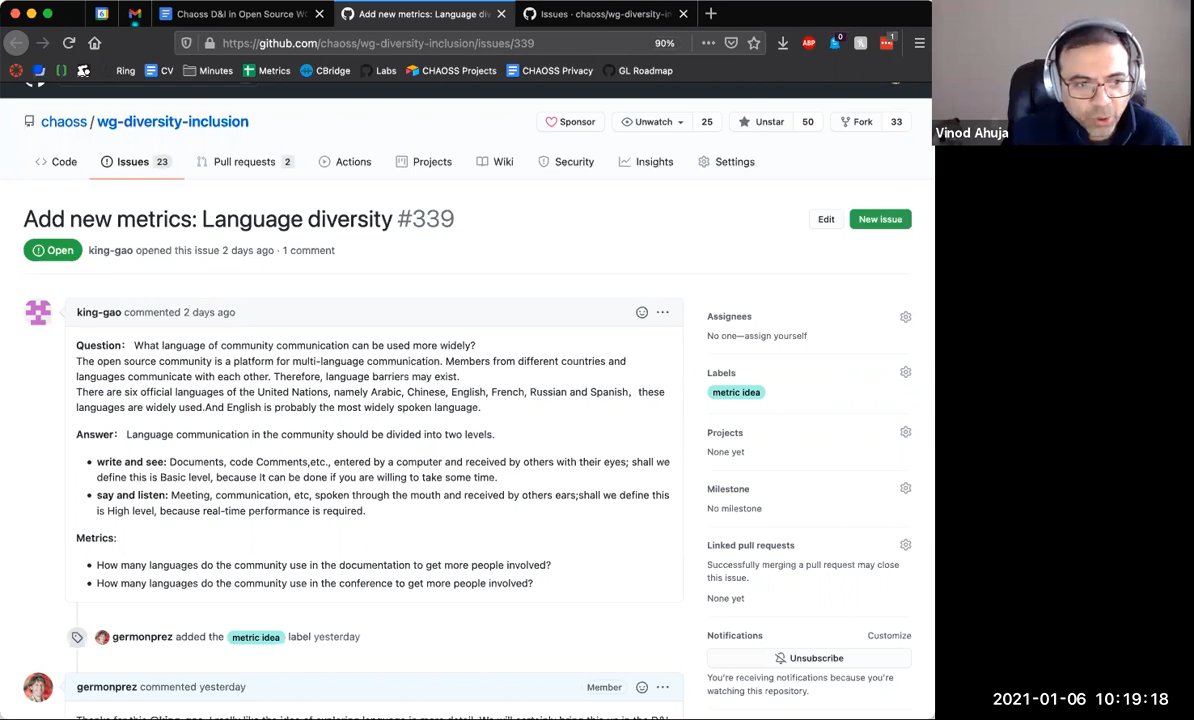 Chaoss D&I in Open Source WG
Add new metrics: Language div
Issues · chaoss/wg-diversity-in
https://github.com/chaoss/wg-diversity-inclusion/issues/339
90%
ABP
0
1
Ring
CV
Minutes
Metrics
CBridge
Labs
CHAOSS Projects
CHAOSS Privacy
GL Roadmap
Vinod Ahuja
chaoss / wg-diversity-inclusion
Sponsor
Unwatch
25
Unstar
50
Fork
33
Code
Issues 23
Pull requests 2
Actions
Projects
Wiki
Security
Insights
Settings
Add new metrics: Language diversity #339
Edit
New issue
Open
king-gao opened this issue 2 days ago · 1 comment
king-gao commented 2 days ago
Question: What language of community communication can be used more widely?
The open source community is a platform for multi-language communication. Members from different countries and
languages communicate with each other. Therefore, language barriers may exist.
There are six official languages of the United Nations, namely Arabic, Chinese, English, French, Russian and Spanish, these
languages are widely used.And English is probably the most widely spoken language.
Answer: Language communication in the community should be divided into two levels.
• write and see: Documents, code Comments,etc., entered by a computer and received by others with their eyes; shall we
define this is Basic level, because It can be done if you are willing to take some time.
• say and listen: Meeting, communication, etc, spoken through the mouth and received by others ears;shall we define this
is High level, because real-time performance is required.
Metrics:
• How many languages do the community use in the documentation to get more people involved?
• How many languages do the community use in the conference to get more people involved?
germonprez added the metric idea label yesterday
germonprez commented yesterday
Member
Assignees
No one—assign yourself
Labels
metric idea
Projects
None yet
Milestone
No milestone
Linked pull requests
Successfully merging a pull request may close
this issue.
None yet
Notifications
Customize
Unsubscribe
You're receiving notifications because you're
watching this repository.
2021-01-06 10:19:18